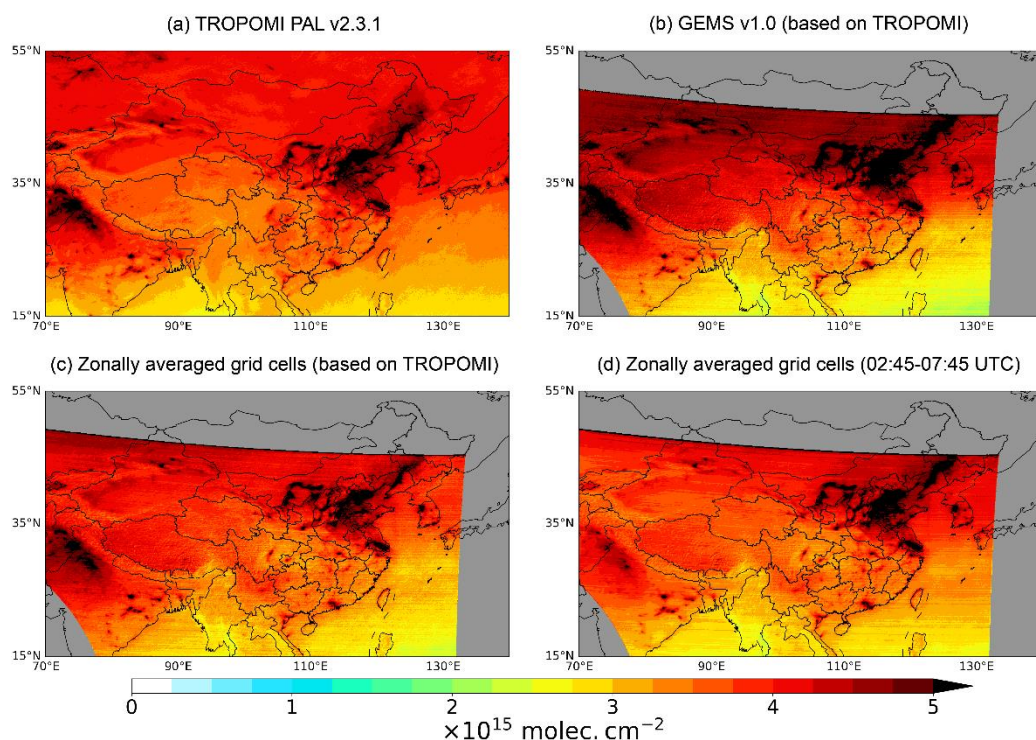 (a) TROPOMI PAL v2.3.1
(b) GEMS v1.0 (based on TROPOMI)
55°N
35°N
15°N
70°E
90°E
110°E
130°E
55°N
35°N
15°N
70°E
90°E
110°E
130°E
(c) Zonally averaged grid cells (based on TROPOMI)
(d) Zonally averaged grid cells (02:45-07:45 UTC)
55°N
35°N
15°N
70°E
90°E
110°E
130°E
55°N
35°N
15°N
70°E
90°E
110°E
130°E
0 1 2 3 4 5
×10¹⁵ molec. cm⁻²